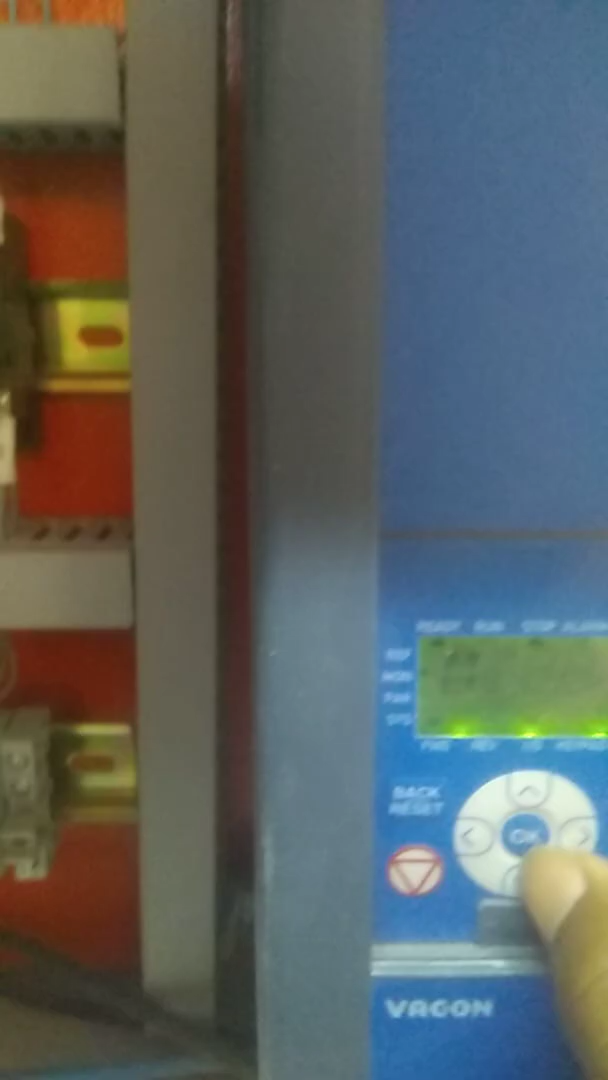 READY RUN STOP ALARM
REF
MON
PAR
SYS
FWD REV I/O KEYPAD
BACK
RESET
OK
VACON